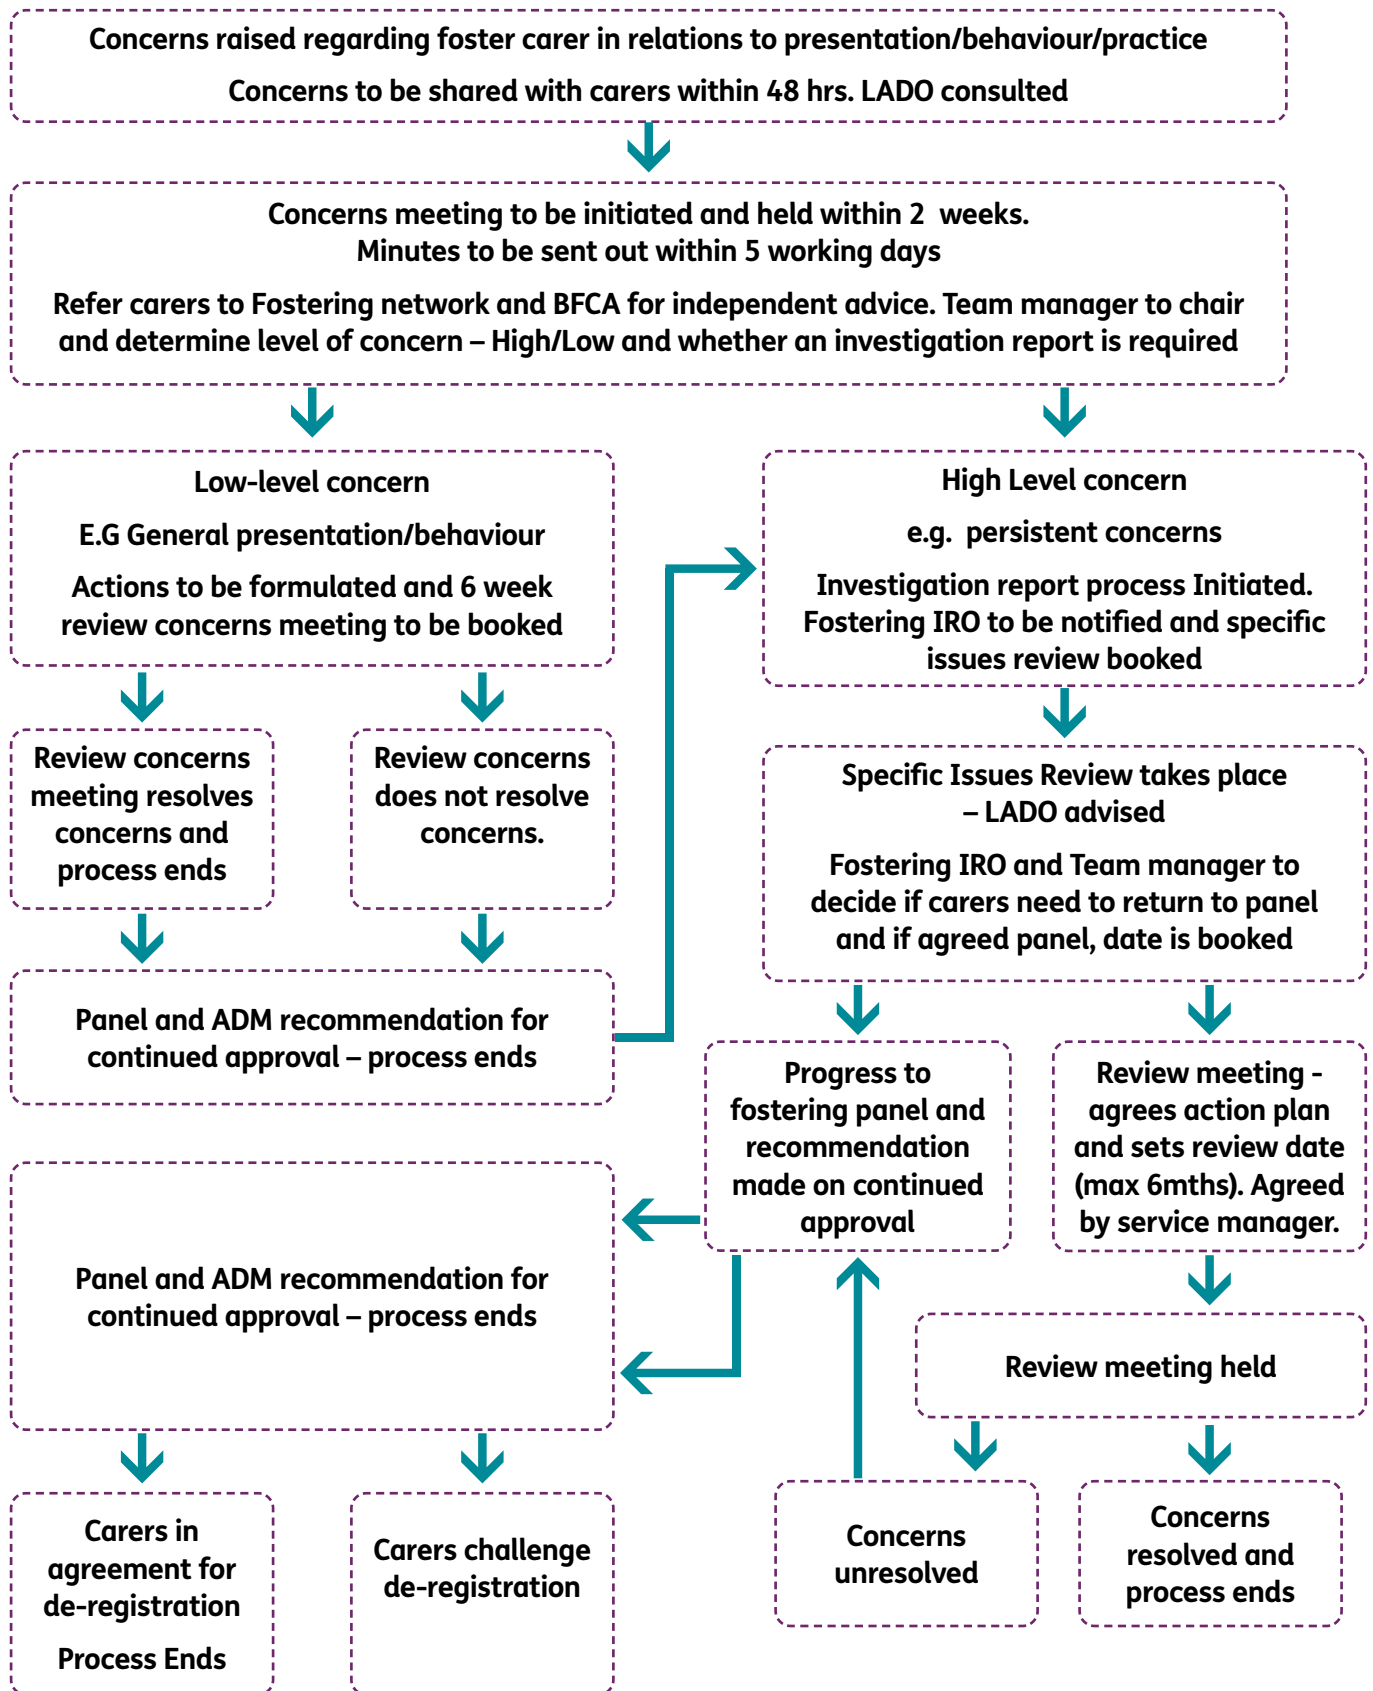 Concerns raised regarding foster carer in relations to presentation/behaviour/practice
Concerns to be shared with carers within 48 hrs. LADO consulted
Concerns meeting to be initiated and held within 2 weeks.
Minutes to be sent out within 5 working days
Refer carers to Fostering network and BFCA for independent advice. Team manager to chair
and determine level of concern – High/Low and whether an investigation report is required
Low-level concern
E.G General presentation/behaviour
Actions to be formulated and 6 week
review concerns meeting to be booked
High Level concern
e.g. persistent concerns
Investigation report process Initiated.
Fostering IRO to be notified and specific
issues review booked
Review concerns
meeting resolves
concerns and
process ends
Review concerns
does not resolve
concerns.
Specific Issues Review takes place
– LADO advised
Fostering IRO and Team manager to
decide if carers need to return to panel
and if agreed panel, date is booked
Panel and ADM recommendation for
continued approval – process ends
Progress to
fostering panel and
recommendation
made on continued
approval
Review meeting -
agrees action plan
and sets review date
(max 6mths). Agreed
by service manager.
Panel and ADM recommendation for
continued approval – process ends
Review meeting held
Carers in
agreement for
de-registration
Process Ends
Carers challenge
de-registration
Concerns
unresolved
Concerns
resolved and
process ends